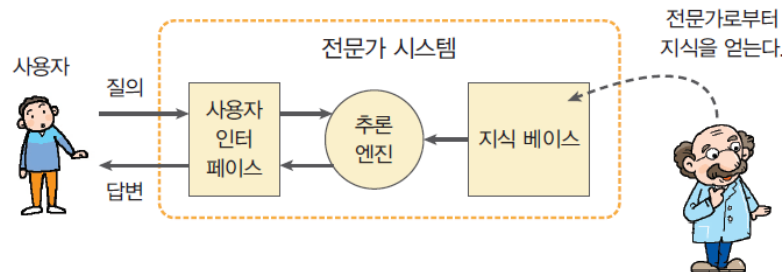 전문가로부터
지식을 얻는다.
전문가 시스템
사용자
질의
사용자
인터
페이스
추론
엔진
지식 베이스
답변